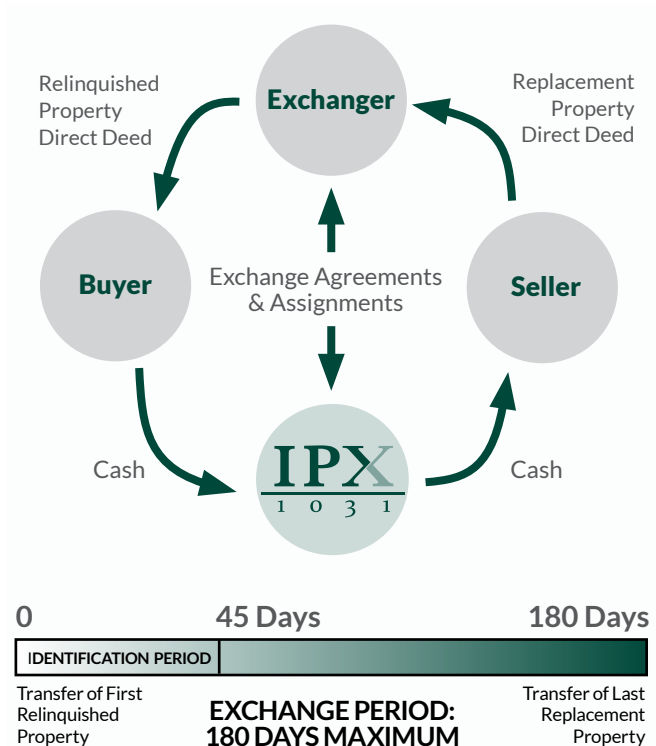 Relinquished
Property
Direct Deed
Exchanger
Replacement
Property
Direct Deed
Buyer
Exchange Agreements
& Assignments
Seller
Cash
IPX
1 0 3 1
Cash
0 45 Days 180 Days
IDENTIFICATION PERIOD
Transfer of First
Relinquished
Property
EXCHANGE PERIOD:
180 DAYS MAXIMUM
Transfer of Last
Replacement
Property